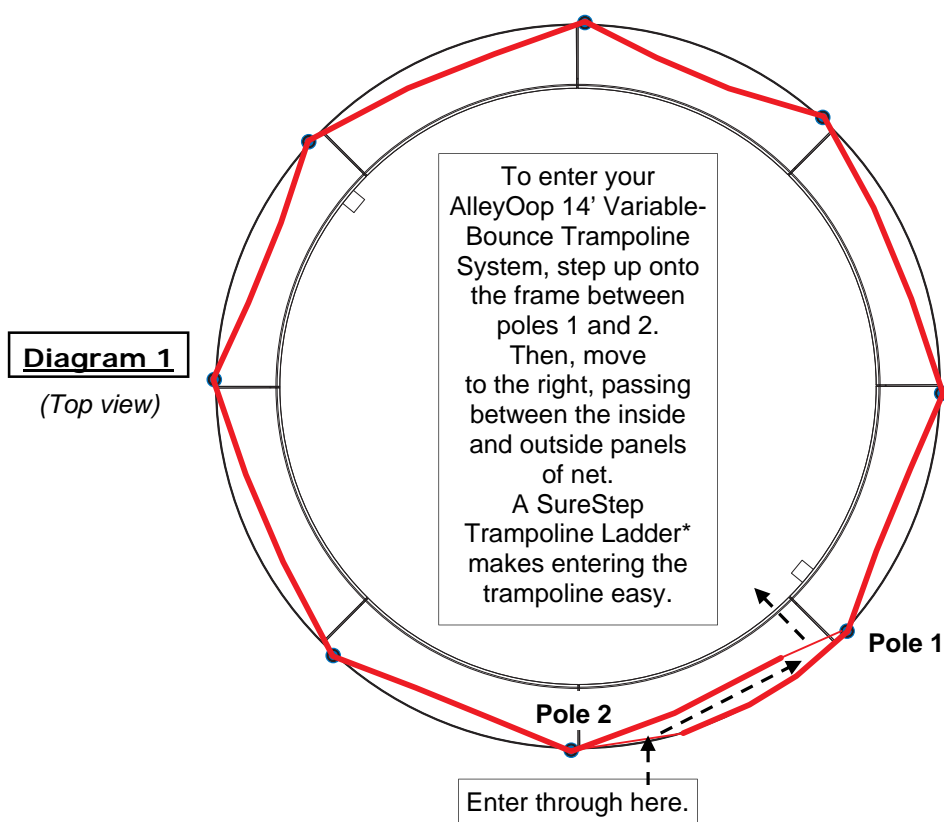 To enter your
AlleyOop 14’ Variable-
Bounce Trampoline
System, step up onto
the frame between
poles 1 and 2.
Then, move
to the right, passing
between the inside
and outside panels
of net.
A SureStep
Trampoline Ladder*
makes entering the
trampoline easy.
Diagram 1
(Top view)
Pole 1
Pole 2
Enter through here.